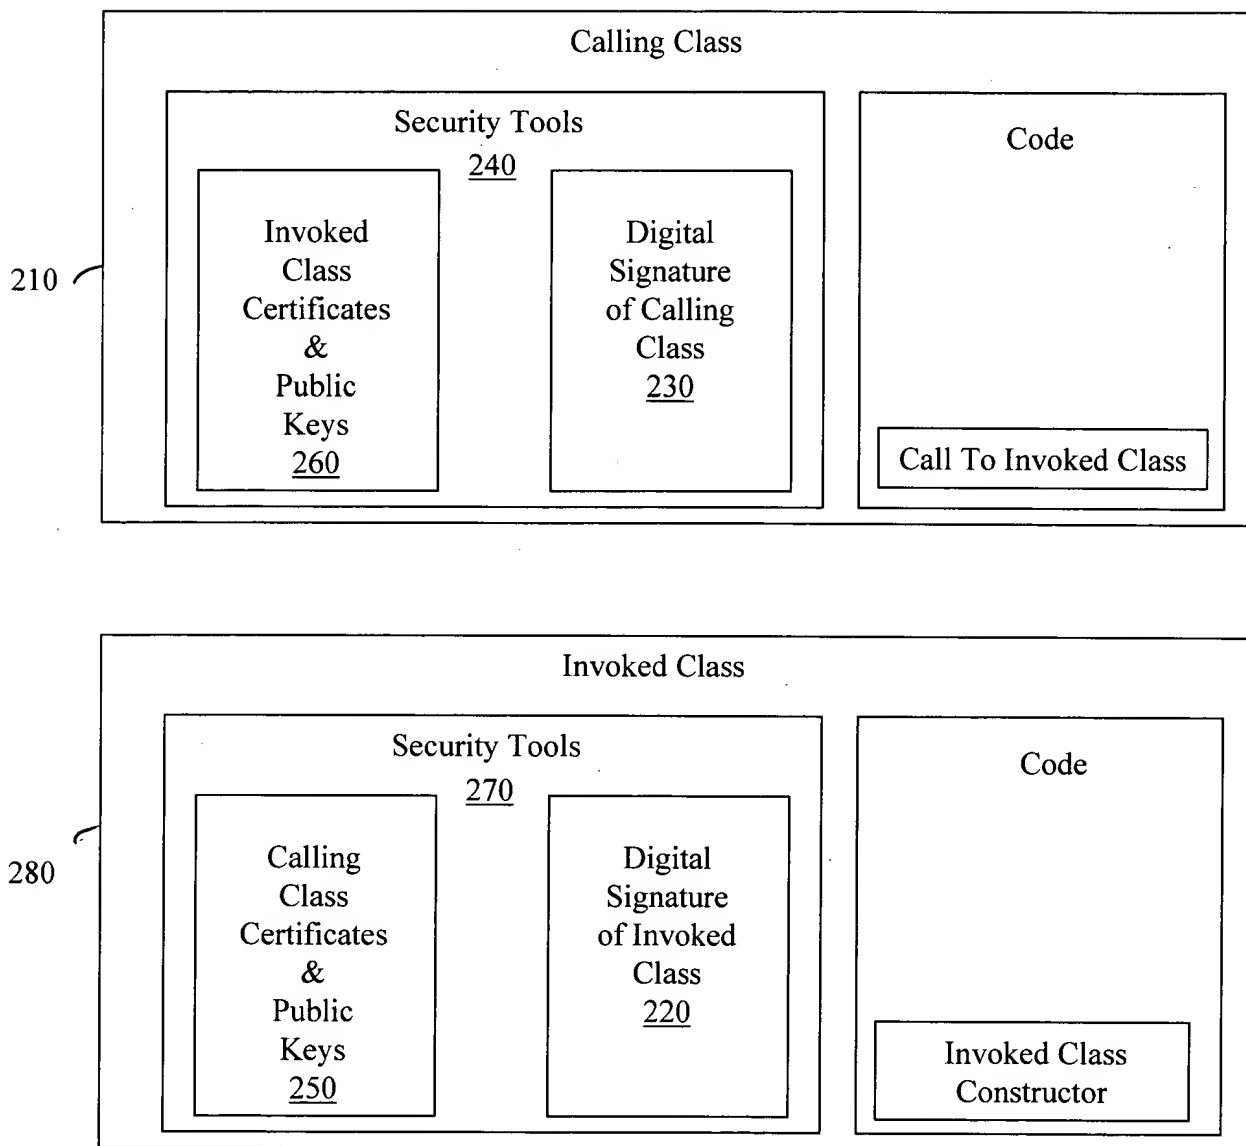 Calling Class
Security Tools
240
Invoked
Class
Certificates
&
Public
Keys
260
Digital
Signature
of Calling
Class
230
Code
Call To Invoked Class
210
Invoked Class
Security Tools
270
Calling
Class
Certificates
&
Public
Keys
250
Digital
Signature
of Invoked
Class
220
Code
Invoked Class
Constructor
280